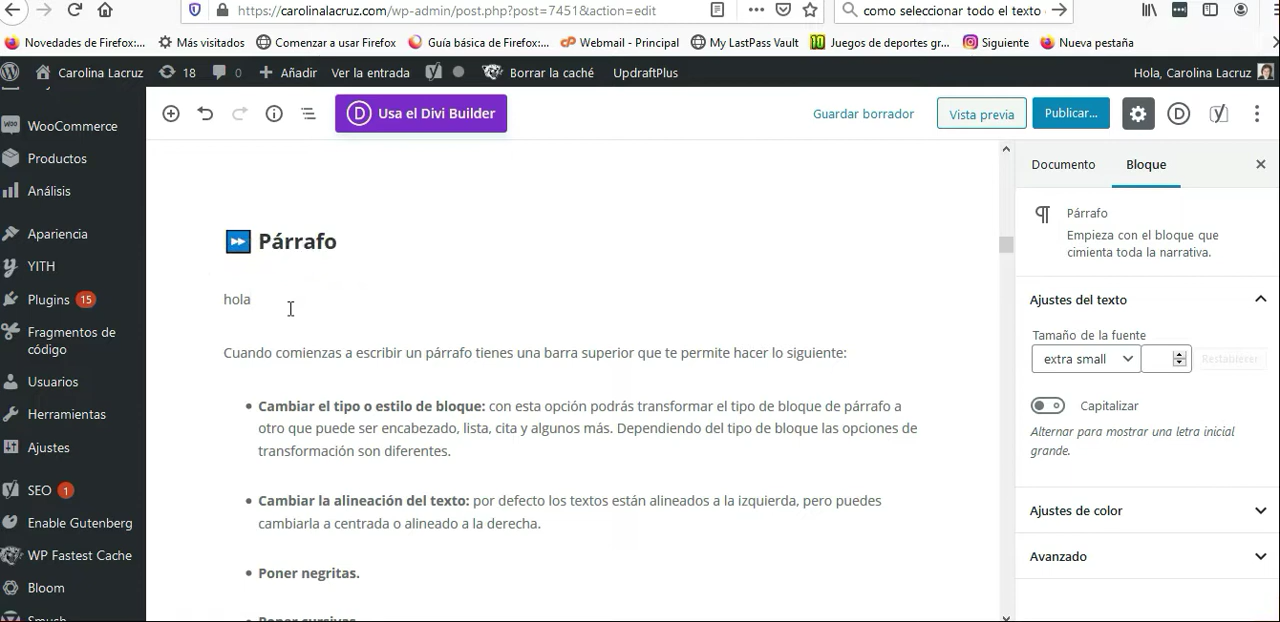 https://carolinalacruz.com/wp-admin/post.php?post=7451&action=edit
como seleccionar todo el texto
Novedades de Firefox:... Más visitados Comenzar a usar Firefox Guía básica de Firefox:... Webmail - Principal My LastPass Vault Juegos de deportes gr... Siguiente Nueva pestaña
Carolina Lacruz 18 0 Añadir Ver la entrada Borrar la caché UpdraftPlus Hola, Carolina Lacruz
WooCommerce
Productos
Análisis
Apariencia
YITH
Plugins 15
Fragmentos de
código
Usuarios
Herramientas
Ajustes
SEO 1
Enable Gutenberg
WP Fastest Cache
Bloom
Smush
Usa el Divi Builder
Guardar borrador
Vista previa
Publicar...
Párrafo
hola
Cuando comienzas a escribir un párrafo tienes una barra superior que te permite hacer lo siguiente:
• Cambiar el tipo o estilo de bloque: con esta opción podrás transformar el tipo de bloque de párrafo a
otro que puede ser encabezado, lista, cita y algunos más. Dependiendo del tipo de bloque las opciones de
transformación son diferentes.
• Cambiar la alineación del texto: por defecto los textos están alineados a la izquierda, pero puedes
cambiarla a centrada o alineado a la derecha.
• Poner negritas.
Poner cursivas.
Documento
Bloque
Párrafo
Empieza con el bloque que
cimienta toda la narrativa.
Ajustes del texto
Tamaño de la fuente
extra small
Restablecer
Capitalizar
Alternar para mostrar una letra inicial
grande.
Ajustes de color
Avanzado